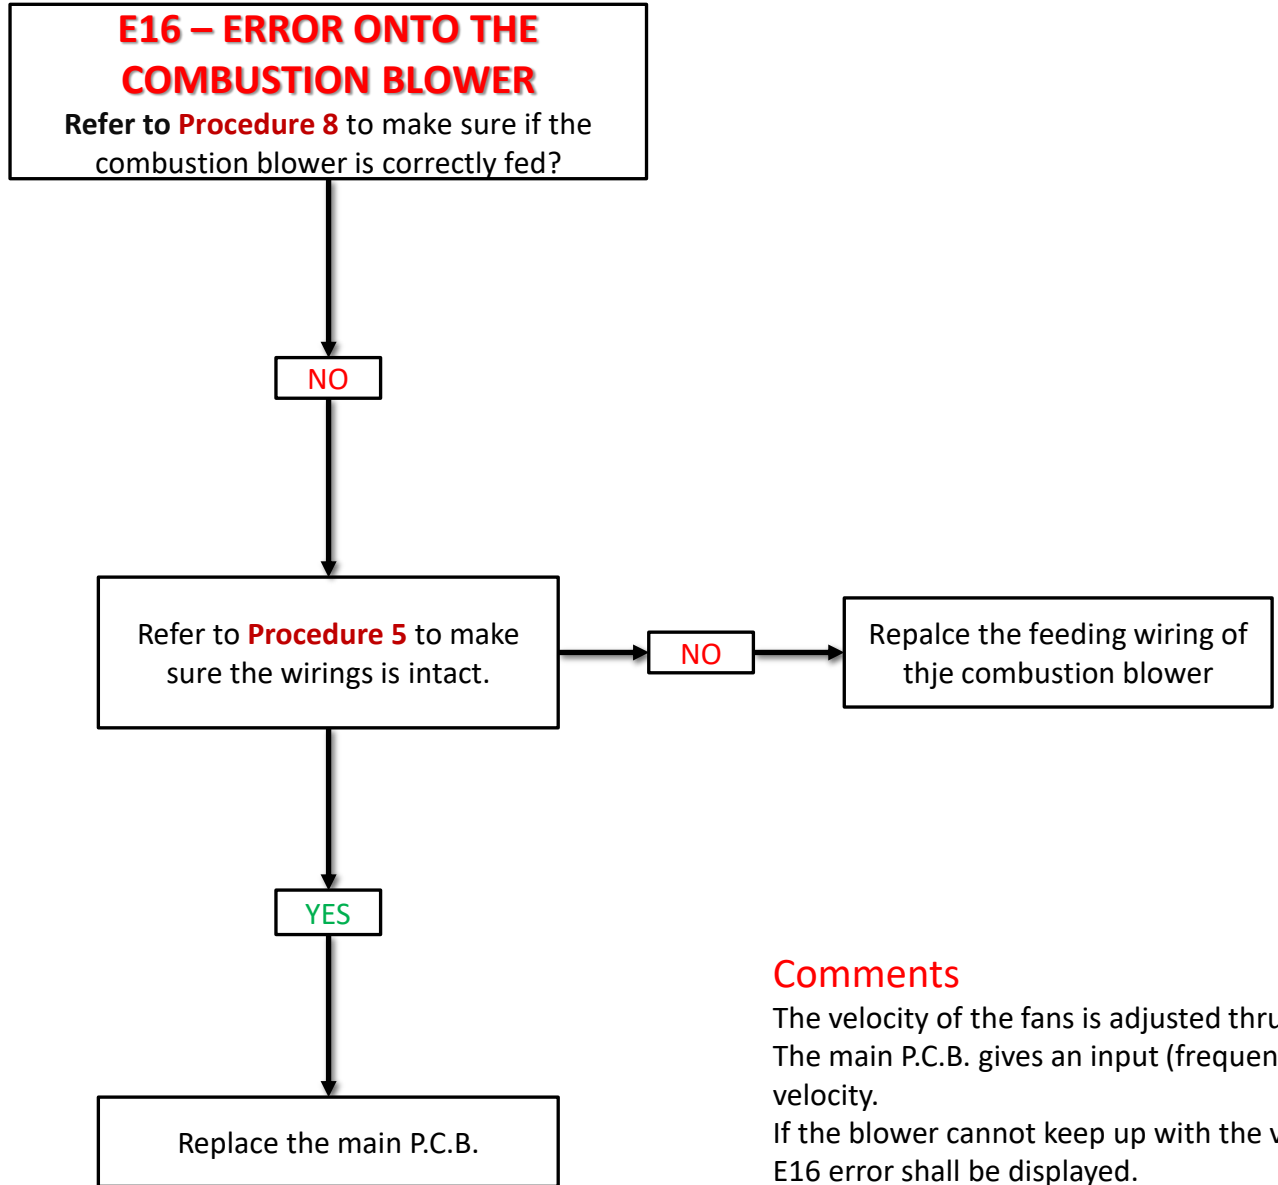 E16 – ERROR ONTO THE
COMBUSTION BLOWER
Refer to Procedure 8 to make sure if the
combustion blower is correctly fed?
NO
Refer to Procedure 5 to make
sure the wirings is intact.
NO
Repalce the feeding wiring of
thje combustion blower
YES
Replace the main P.C.B.
Comments
The velocity of the fans is adjusted thru
The main P.C.B. gives an input (frequen
velocity.
If the blower cannot keep up with the v
E16 error shall be displayed.